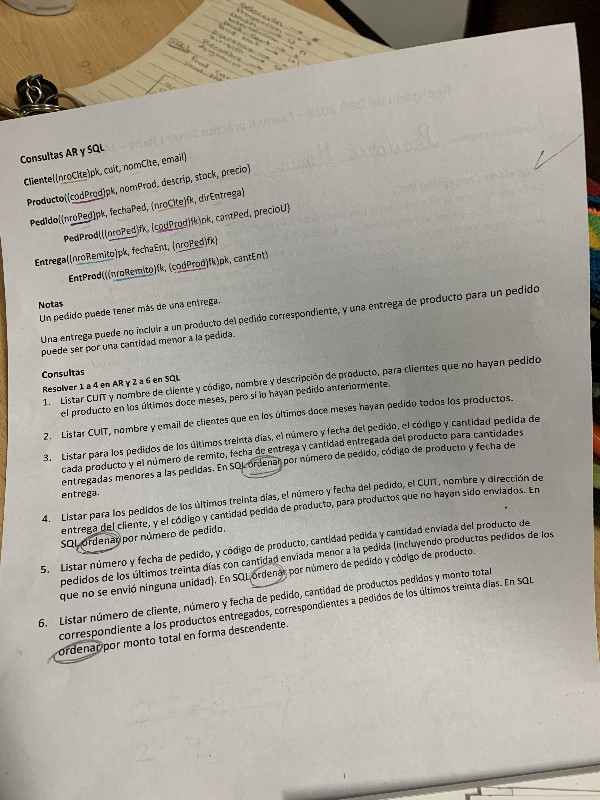 Consultas AR y SQL
Cliente((nroClte)pk, cuit, nomClte, email)
Producto((codProd)pk, nomProd, descrip, stock, precio)
Pedido((nroPed)pk, fechaPed, (nroClte)fk, dirEntrega)
PedProd(((nroPed)fk, (codProd)fk)pk, cantPed, precioU)
Entrega((nroRemito)pk, fechaEnt, (nroPed)fk)
EntProd(((nroRemito)fk, (codProd)fk)pk, cantEnt)
Notas
Un pedido puede tener más de una entrega.
Una entrega puede no incluir a un producto del pedido correspondiente, y una entrega de producto para un pedido
puede ser por una cantidad menor a la pedida.
Consultas
Resolver 1 a 4 en AR y 2 a 6 en SQL
1. Listar CUIT y nombre de cliente y código, nombre y descripción de producto, para clientes que no hayan pedido
el producto en los últimos doce meses, pero sí lo hayan pedido anteriormente.
2. Listar CUIT, nombre y email de clientes que en los últimos doce meses hayan pedido todos los productos.
3. Listar para los pedidos de los últimos treinta días, el número y fecha del pedido, el código y cantidad pedida de
cada producto y el número de remito, fecha de entrega y cantidad entregada del producto para cantidades
entregadas menores a las pedidas. En SQL ordenar por número de pedido, código de producto y fecha de
entrega.
4. Listar para los pedidos de los últimos treinta días, el número y fecha del pedido, el CUIT, nombre y dirección de
entrega del cliente, y el código y cantidad pedida de producto, para productos que no hayan sido enviados. En
SQL ordenar por número de pedido.
5. Listar número y fecha de pedido, y código de producto, cantidad pedida y cantidad enviada del producto de
pedidos de los últimos treinta días con cantidad enviada menor a la pedida (incluyendo productos pedidos de los
que no se envió ninguna unidad). En SQL ordenar por número de pedido y código de producto.
6. Listar número de cliente, número y fecha de pedido, cantidad de productos pedidos y monto total
correspondiente a los productos entregados, correspondientes a pedidos de los últimos treinta días. En SQL
ordenar por monto total en forma descendente.